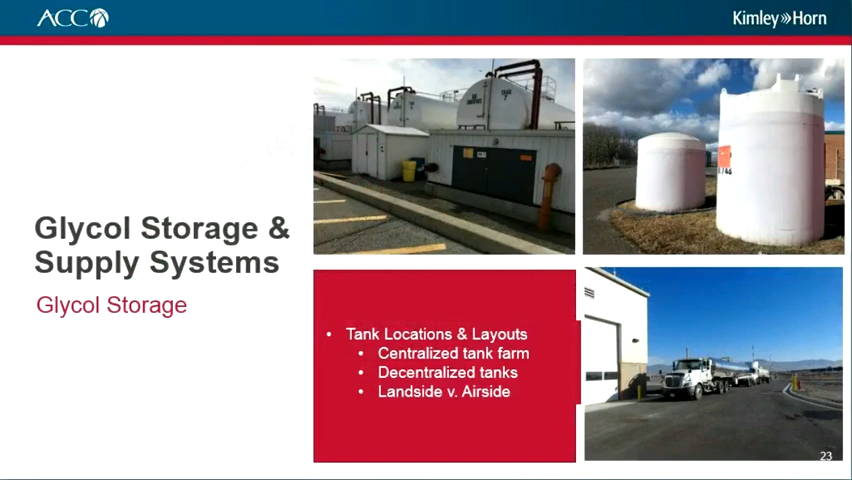 ACC
Kimley»Horn
Glycol Storage &
Supply Systems
Glycol Storage
• Tank Locations & Layouts
• Centralized tank farm
• Decentralized tanks
• Landside v. Airside
23